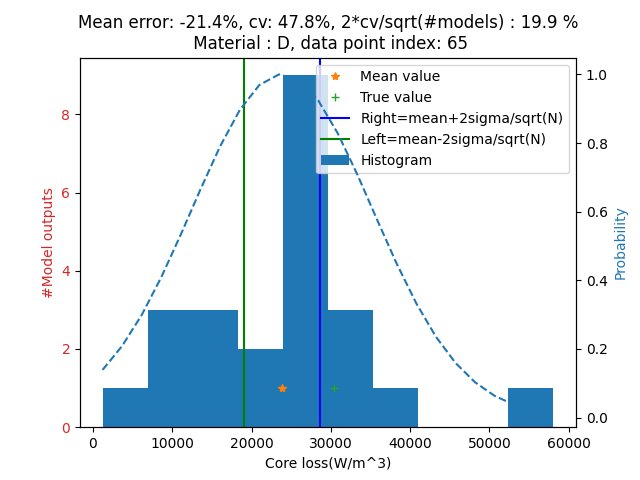 Mean error: -21.4%, cv: 47.8%, 2*cv/sqrt(#models) : 19.9 %
Material : D, data point index: 65
Mean value
True value
Right=mean+2sigma/sqrt(N)
Left=mean-2sigma/sqrt(N)
Histogram
#Model outputs
8
6
4
2
0
1.0
0.8
0.6
0.4
0.2
0.0
Probability
0 10000 20000 30000 40000 50000 60000
Core loss(W/m^3)